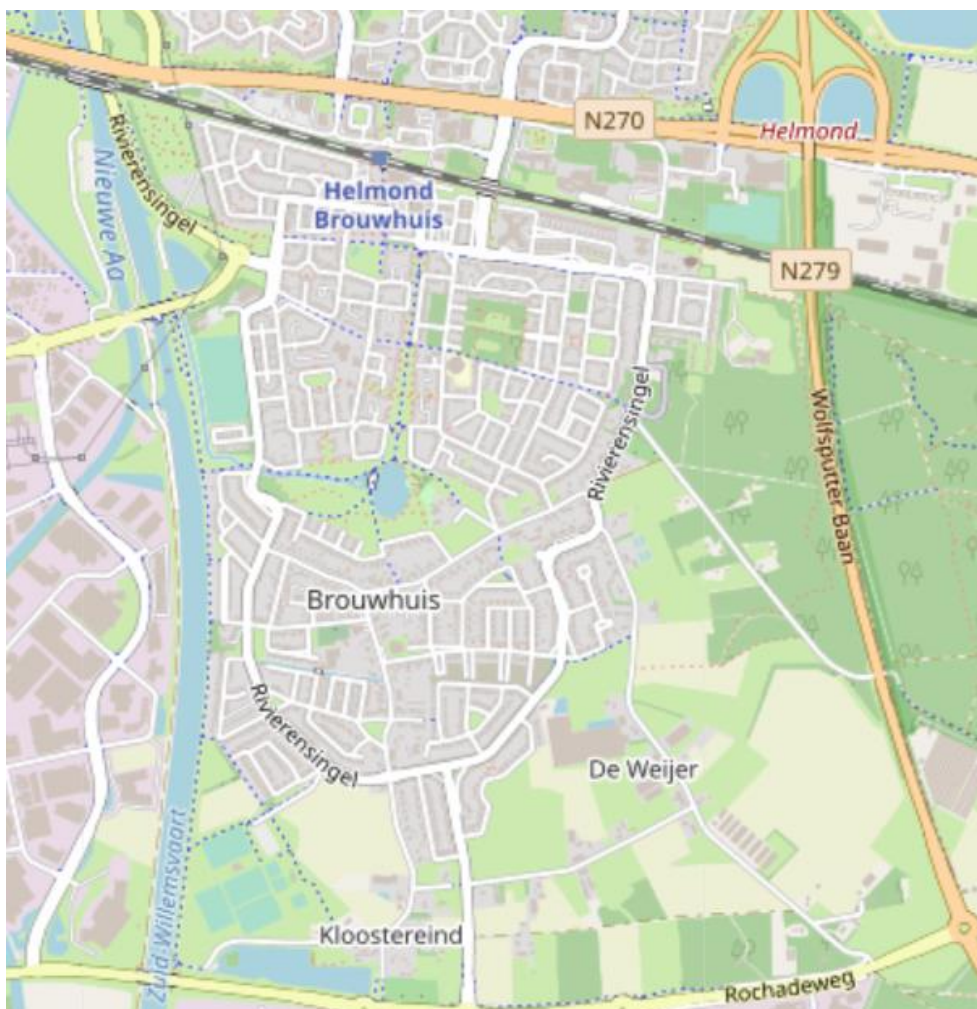 N270
Helmond
Rivierensingel
Nieuwe Aa
Helmond
Brouwhuis
N279
Rivierensingel
Wolfsputter Baan
Brouwhuis
Rivierensingel
De Weijer
Zuid-Willemsvaart
Kloostereind
Rochadeweg